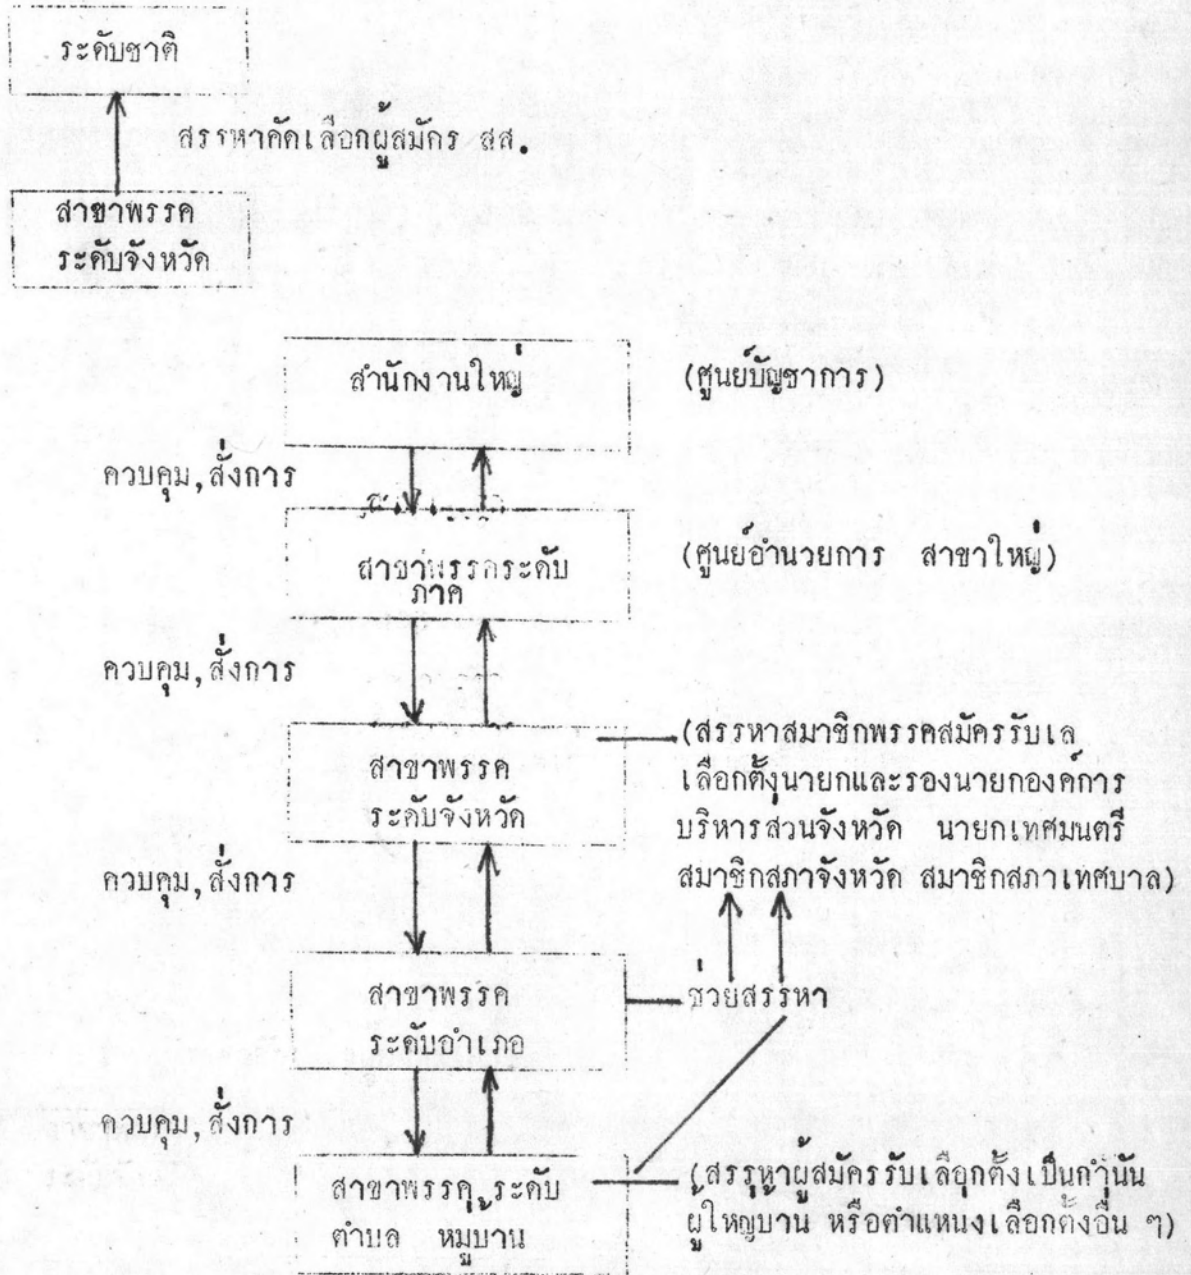 ระดับชาติ
สรรหาคัดเลือกผู้สมัคร สส.
สาขาพรรค
ระดับจังหวัด
สำนักงานใหญ่
(ศูนย์บัญชาการ)
ควบคุม,สั่งการ
สาขาพรรคระดับ
ภาค
(ศูนย์อำนวยการ สาขาใหญ่)
ควบคุม,สั่งการ
สาขาพรรค
ระดับจังหวัด
(สรรหาสมาชิกพรรคสมัครรับเล
เลือกตั้งนายกและรองนายกองค์การ
บริหารส่วนจังหวัด นายกเทศมนตรี
สมาชิกสภาจังหวัด สมาชิกสภาเทศบาล)
ควบคุม,สั่งการ
สาขาพรรค
ระดับอำเภอ
ช่วยสรรหา
ควบคุม,สั่งการ
สาขาพรรค ระดับ
ตำบล หมู่บ้าน
(สรรหาผู้สมัครรับเลือกตั้งเป็นกำนัน
ผู้ใหญ่บ้าน หรือตำแหนงเลือกตั้งอื่น ๆ)